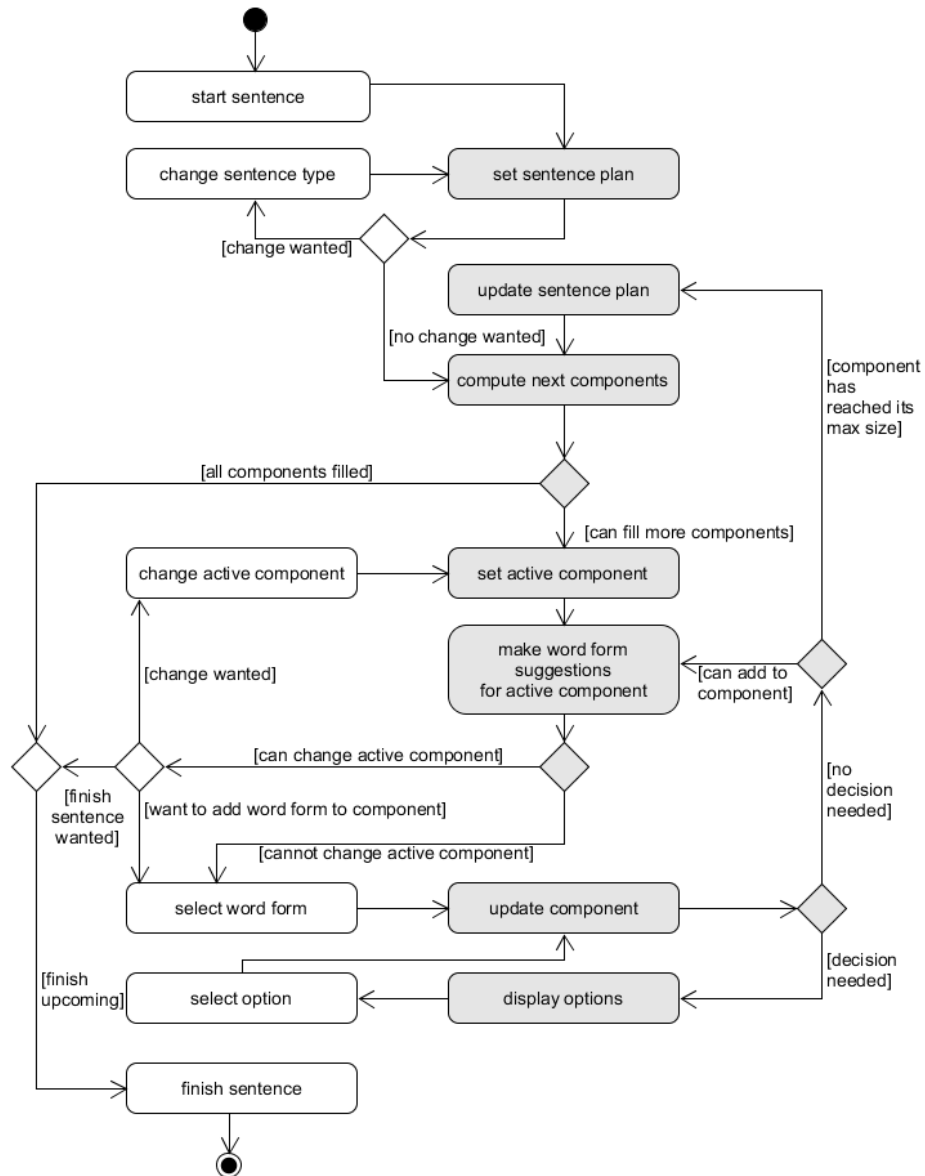 start sentence
change sentence type
set sentence plan
[change wanted]
update sentence plan
[no change wanted]
compute next components
[component
has
reached its
max size]
[all components filled]
[can fill more components]
change active component
set active component
make word form
suggestions
for active component
[can add to
component]
[change wanted]
[can change active component]
[finish
sentence
wanted]
[want to add word form to component]
[no
decision
needed]
[cannot change active component]
select word form
update component
[decision
needed]
[finish
upcoming]
select option
display options
finish sentence